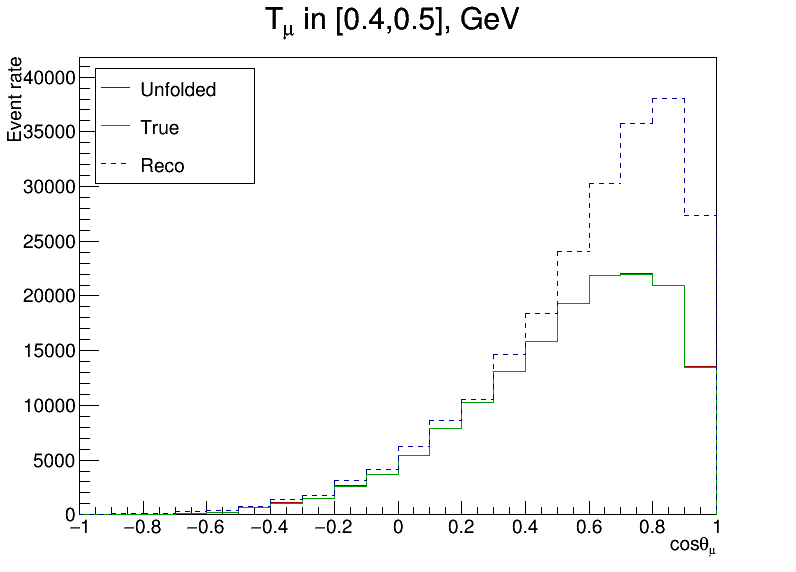 T_μ in [0.4,0.5], GeV
Event rate
40000
35000
30000
25000
20000
15000
10000
5000
0
Unfolded
True
Reco
−1 −0.8 −0.6 −0.4 −0.2 0 0.2 0.4 0.6 0.8 1
cosθ_μ